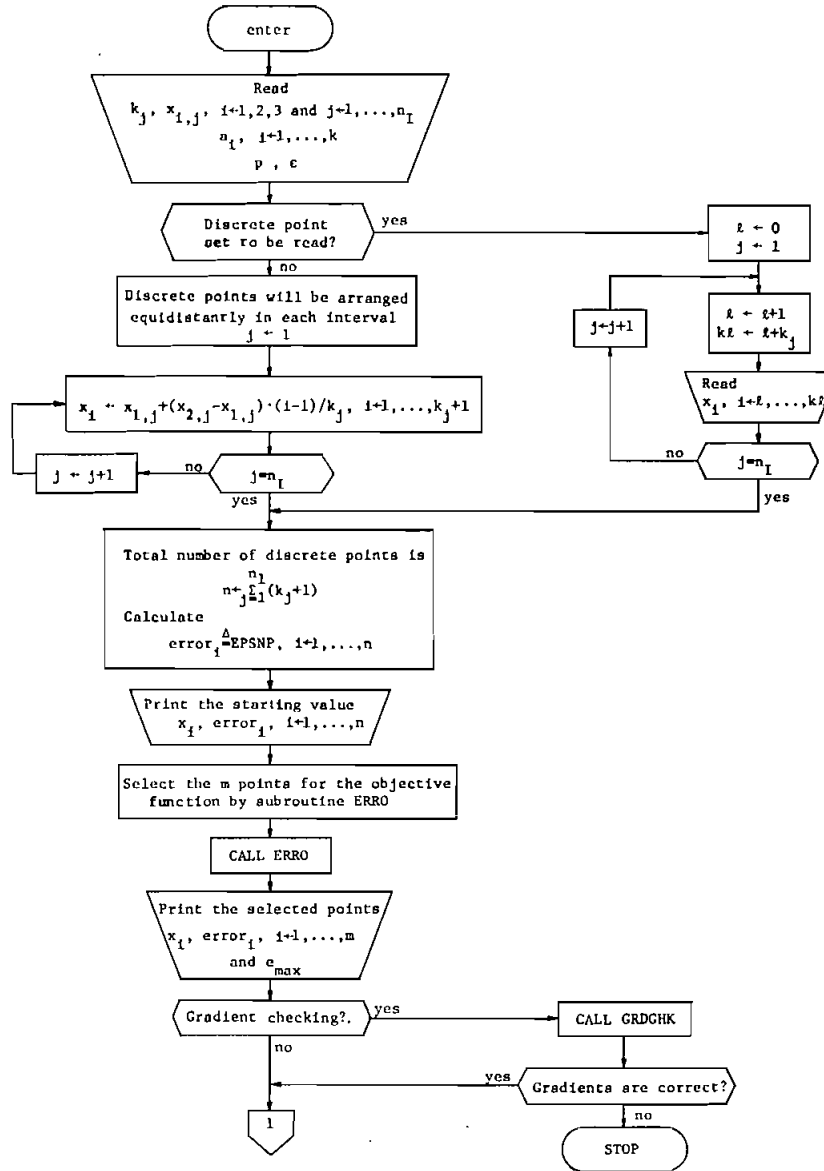 enter
Read
k_j, x_{i,j}, i←1,2,3 and j←1,...,n_I
a_i, i←1,...,k
p , ε
Discrete point
set to be read?
yes
no
ℓ ← 0
j ← 1
Discrete points will be arranged
equidistantly in each interval
j ← 1
j←j+1
ℓ ← ℓ+1
kℓ ← ℓ+k_j
x_i ← x_{1,j}+(x_{2,j}-x_{1,j})·(i-1)/k_j, i←1,...,k_j+1
Read
x_i, i←ℓ,...,kℓ
j ← j+1
no
j=n_I
yes
no
j=n_I
yes
Total number of discrete points is
n← Σ_{j=1}^{n_I} (k_j+1)
Calculate
error_i ≜ EPSNP, i←1,...,n
Print the starting value
x_i, error_i, i←1,...,n
Select the m points for the objective
function by subroutine ERRO
CALL ERRO
Print the selected points
x_i, error_i, i←1,...,m
and e_max
Gradient checking?.
yes
no
CALL GRDGHK
yes
Gradients are correct?
no
1
STOP